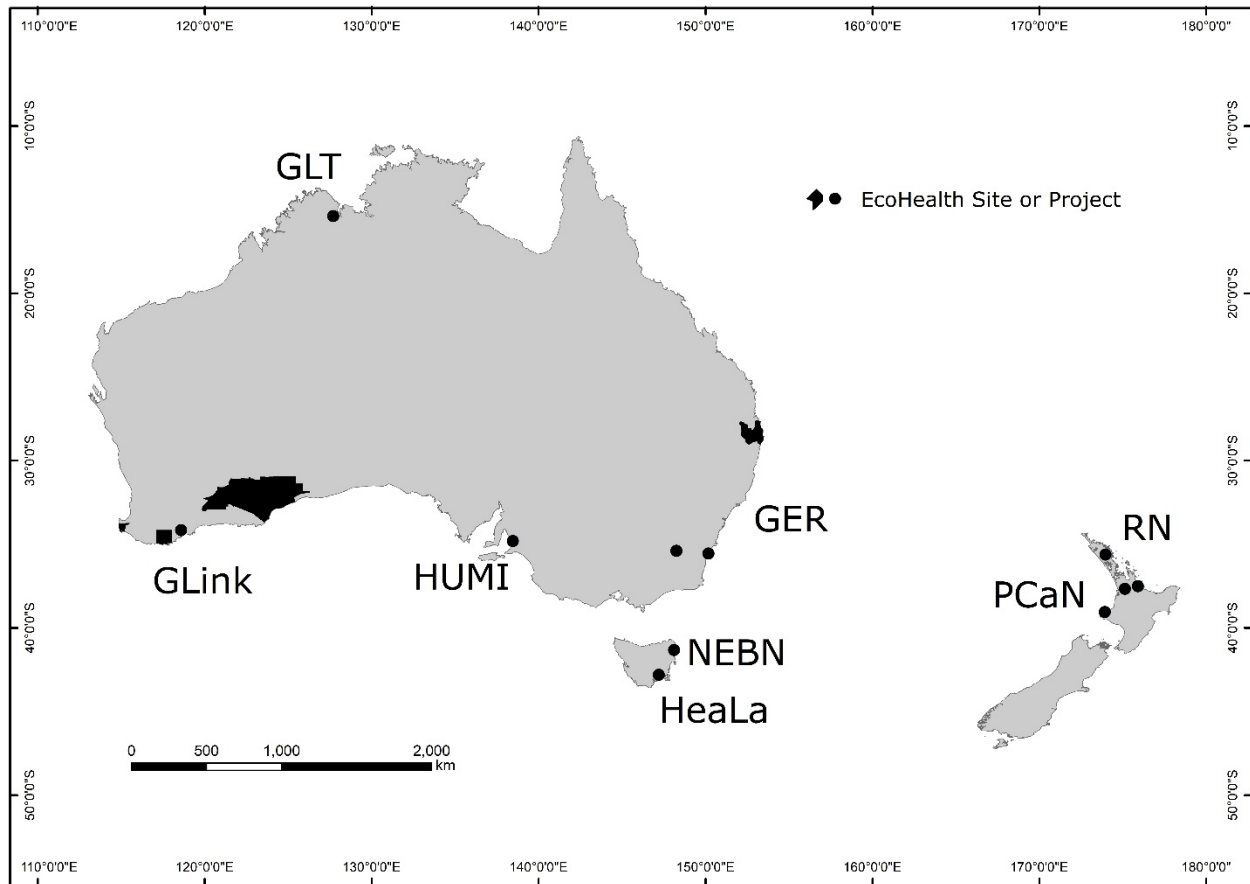 110°0'0"E 120°0'0"E 130°0'0"E 140°0'0"E 150°0'0"E 160°0'0"E 170°0'0"E 180°0'0"
10°0'0"S 10°0'0"S
GLT
EcoHealth Site or Project
20°0'0"S 20°0'0"S
30°0'0"S 30°0'0"S
GER
RN
GLink
HUMI
PCaN
40°0'0"S 40°0'0"S
NEBN
HeaLa
0 500 1,000 2,000
km
50°0'0"S 50°0'0"S
110°0'0"E 120°0'0"E 130°0'0"E 140°0'0"E 150°0'0"E 160°0'0"E 170°0'0"E 180°0'0"